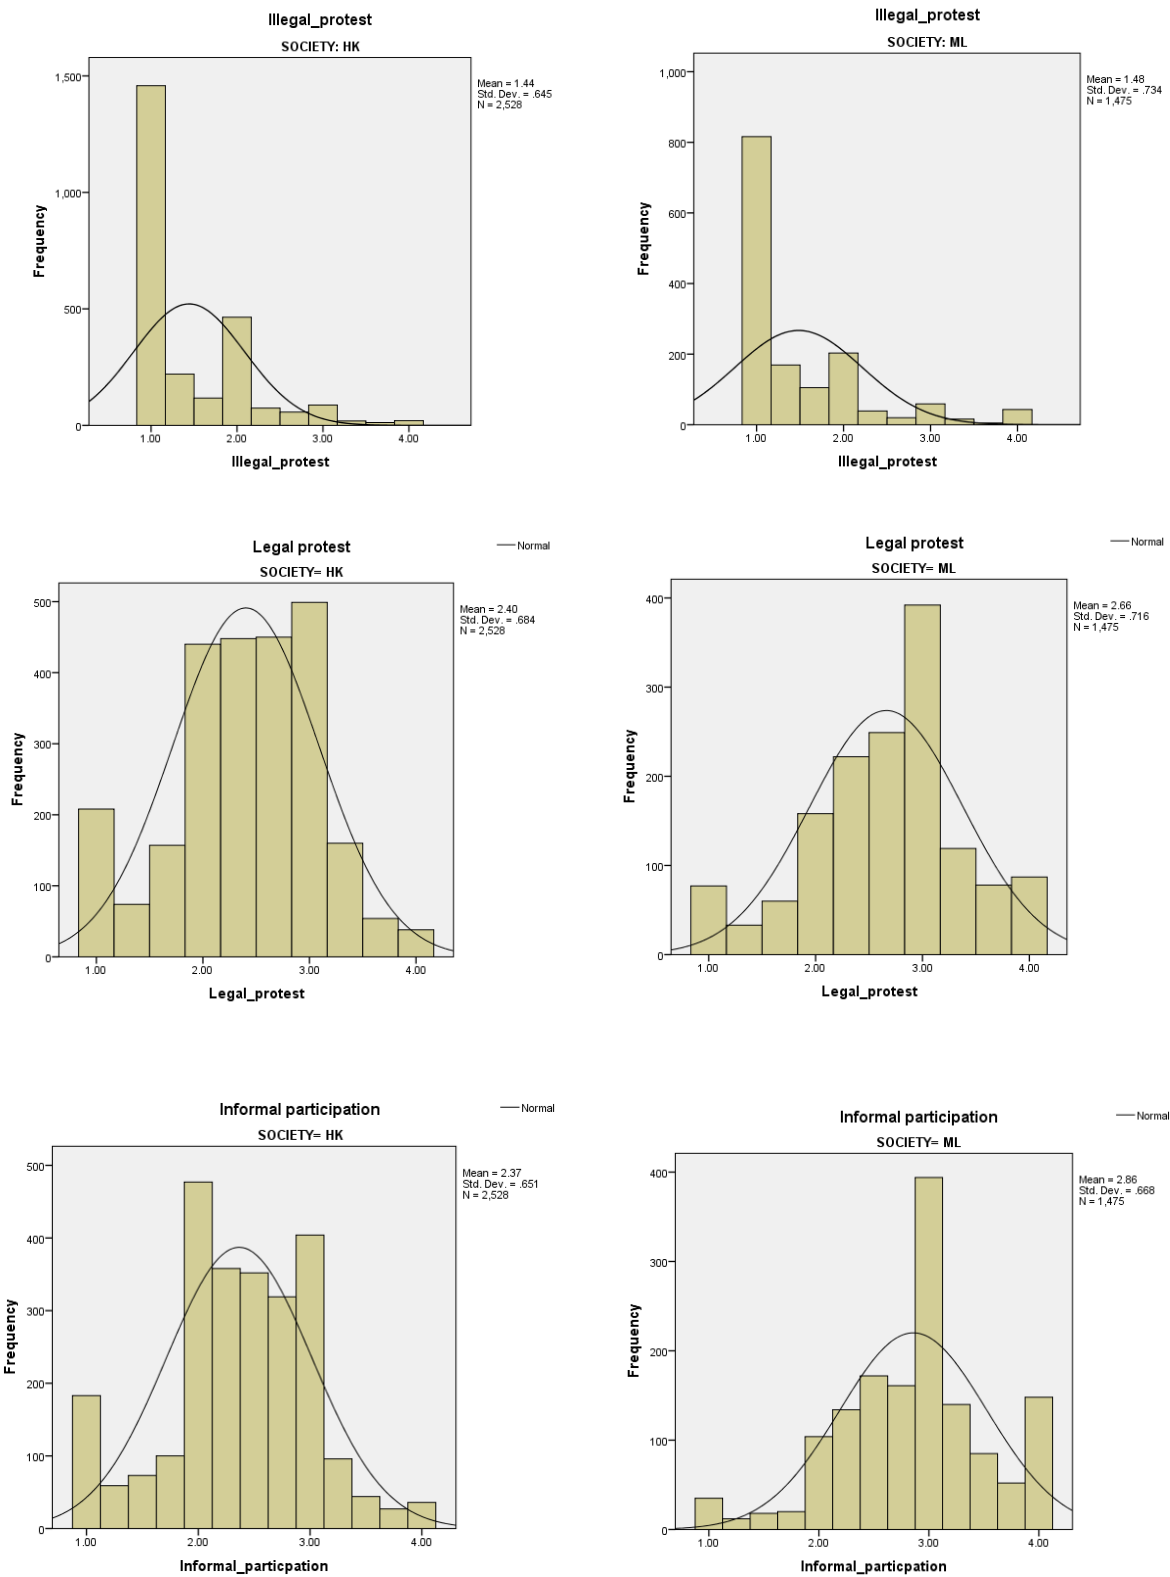 Illegal_protest
SOCIETY: HK
Mean = 1.44
Std. Dev. = .645
N = 2,528
Frequency
1,500
1,000
500
0
1.00 2.00 3.00 4.00
Illegal_protest
Illegal_protest
SOCIETY: ML
Mean = 1.48
Std. Dev. = .734
N = 1,475
Frequency
1,000
800
600
400
200
0
1.00 2.00 3.00 4.00
Illegal_protest
Legal protest
Normal
SOCIETY= HK
Mean = 2.40
Std. Dev. = .684
N = 2,528
Frequency
500
400
300
200
100
0
1.00 2.00 3.00 4.00
Legal_protest
Legal protest
Normal
SOCIETY= ML
Mean = 2.66
Std. Dev. = .716
N = 1,475
Frequency
400
300
200
100
0
1.00 2.00 3.00 4.00
Legal_protest
Informal participation
Normal
SOCIETY= HK
Mean = 2.37
Std. Dev. = .651
N = 2,528
Frequency
500
400
300
200
100
0
1.00 2.00 3.00 4.00
Informal_particpation
Informal participation
Normal
SOCIETY= ML
Mean = 2.86
Std. Dev. = .668
N = 1,475
Frequency
400
300
200
100
0
1.00 2.00 3.00 4.00
Informal_particpation